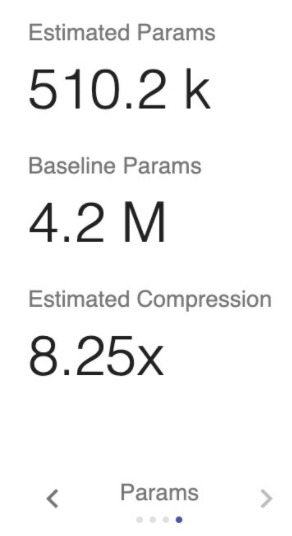 Estimated Params
510.2 k
Baseline Params
4.2 M
Estimated Compression
8.25x
Params